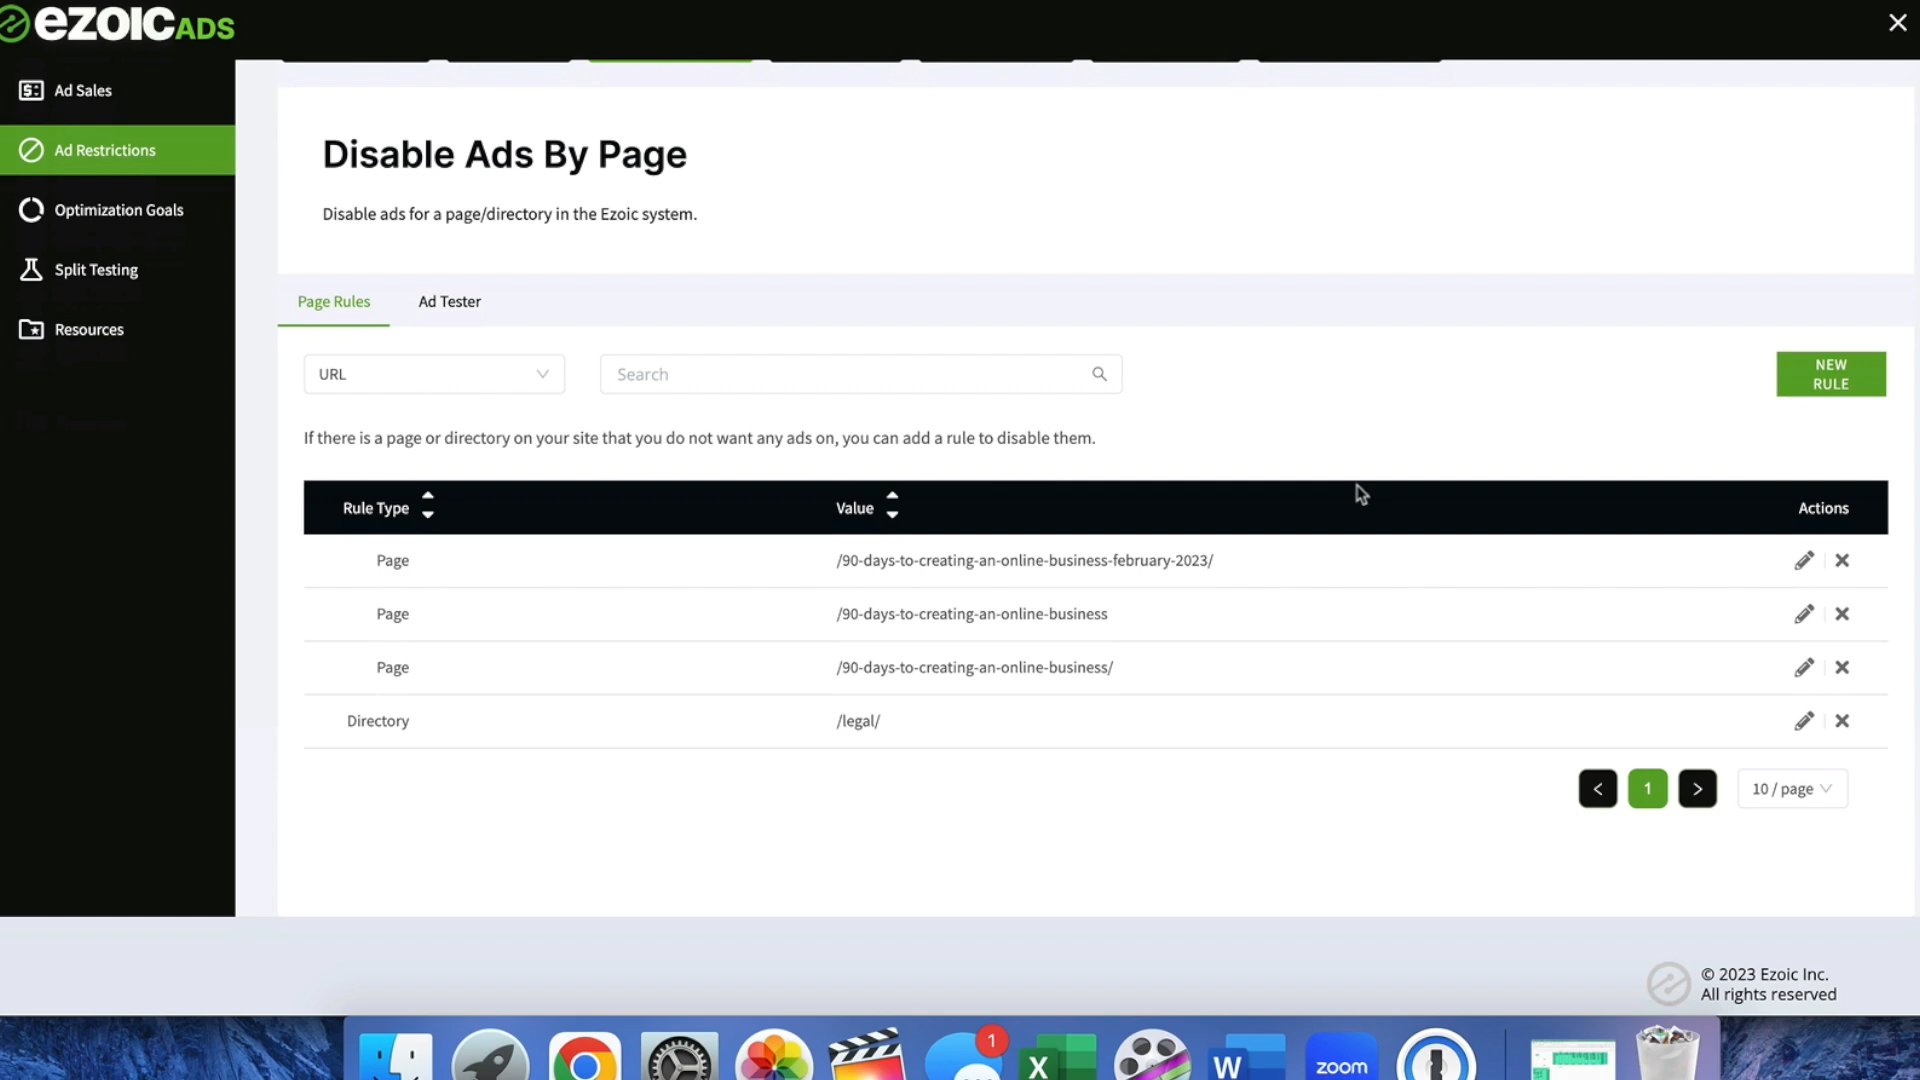 ezoic ADS
Ad Sales
Ad Restrictions
Optimization Goals
Split Testing
Resources
Disable Ads By Page
Disable ads for a page/directory in the Ezoic system.
Page Rules Ad Tester
URL
Search
NEW
RULE
If there is a page or directory on your site that you do not want any ads on, you can add a rule to disable them.
Rule Type Value Actions
Page /90-days-to-creating-an-online-business-february-2023/
Page /90-days-to-creating-an-online-business
Page /90-days-to-creating-an-online-business/
Directory /legal/
< 1 > 10 / page
© 2023 Ezoic Inc.
All rights reserved
1
X W zoom